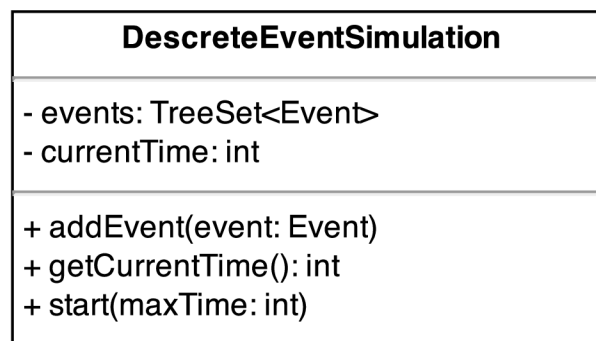 DescreteEventSimulation
- events: TreeSet<Event>
- currentTime: int
+ addEvent(event: Event)
+ getCurrentTime(): int
+ start(maxTime: int)